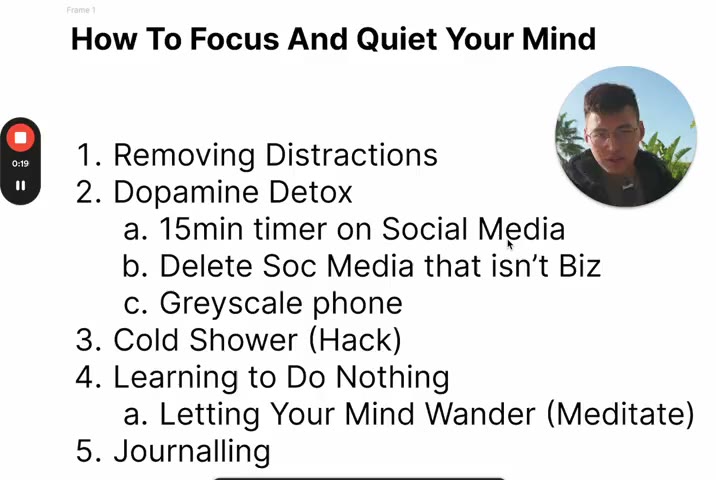 Frame 1
How To Focus And Quiet Your Mind
0:19
1. Removing Distractions
2. Dopamine Detox
a. 15min timer on Social Media
b. Delete Soc Media that isn't Biz
c. Greyscale phone
3. Cold Shower (Hack)
4. Learning to Do Nothing
a. Letting Your Mind Wander (Meditate)
5. Journalling